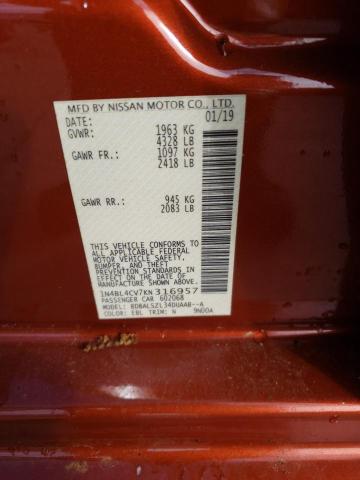 MFD BY NISSAN MOTOR CO., LTD.
DATE: 01/19
GVWR: 1963 KG
4328 LB
GAWR FR.: 1097 KG
2418 LB
GAWR RR.: 945 KG
2083 LB
THIS VEHICLE CONFORMS TO ALL
APPLICABLE FEDERAL
MOTOR VEHICLE SAFETY,
BUMPER, AND THEFT
PREVENTION STANDARDS IN
EFFECT ON THE DATE OF
MANUFACTURE SHOWN ABOVE.
1N4BL4CV7KN316957
PASSENGER CAR 602068
MODEL: BDBALSZL34DUAAB--A
COLOR: EBL TRIM: N 9N00A